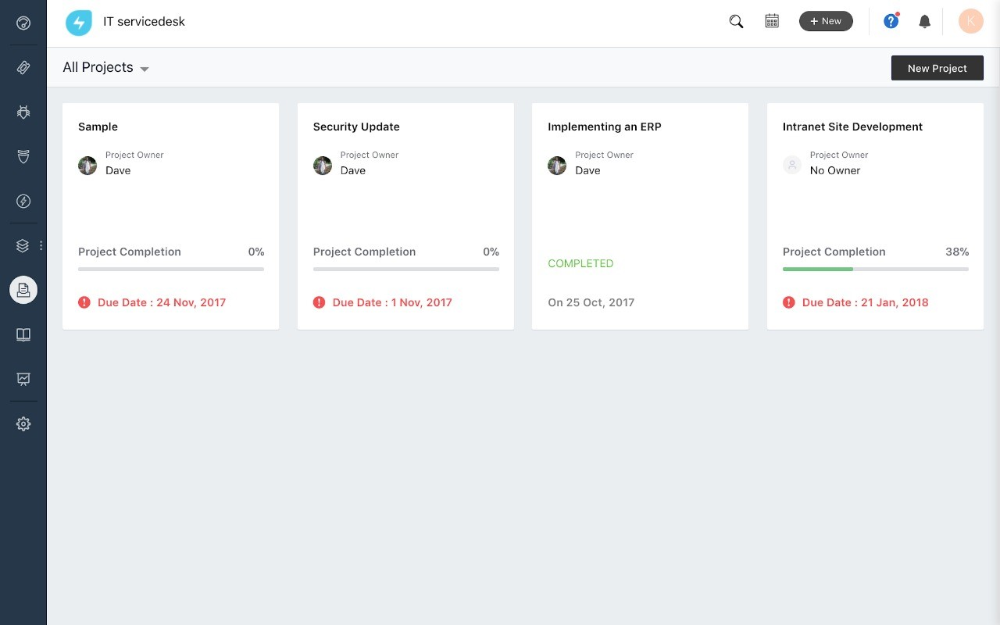 IT servicedesk
+ New
?
K
All Projects
New Project
Sample
Project Owner
Dave
Project Completion 0%
Due Date : 24 Nov, 2017
Security Update
Project Owner
Dave
Project Completion 0%
Due Date : 1 Nov, 2017
Implementing an ERP
Project Owner
Dave
COMPLETED
On 25 Oct, 2017
Intranet Site Development
Project Owner
No Owner
Project Completion 38%
Due Date : 21 Jan, 2018